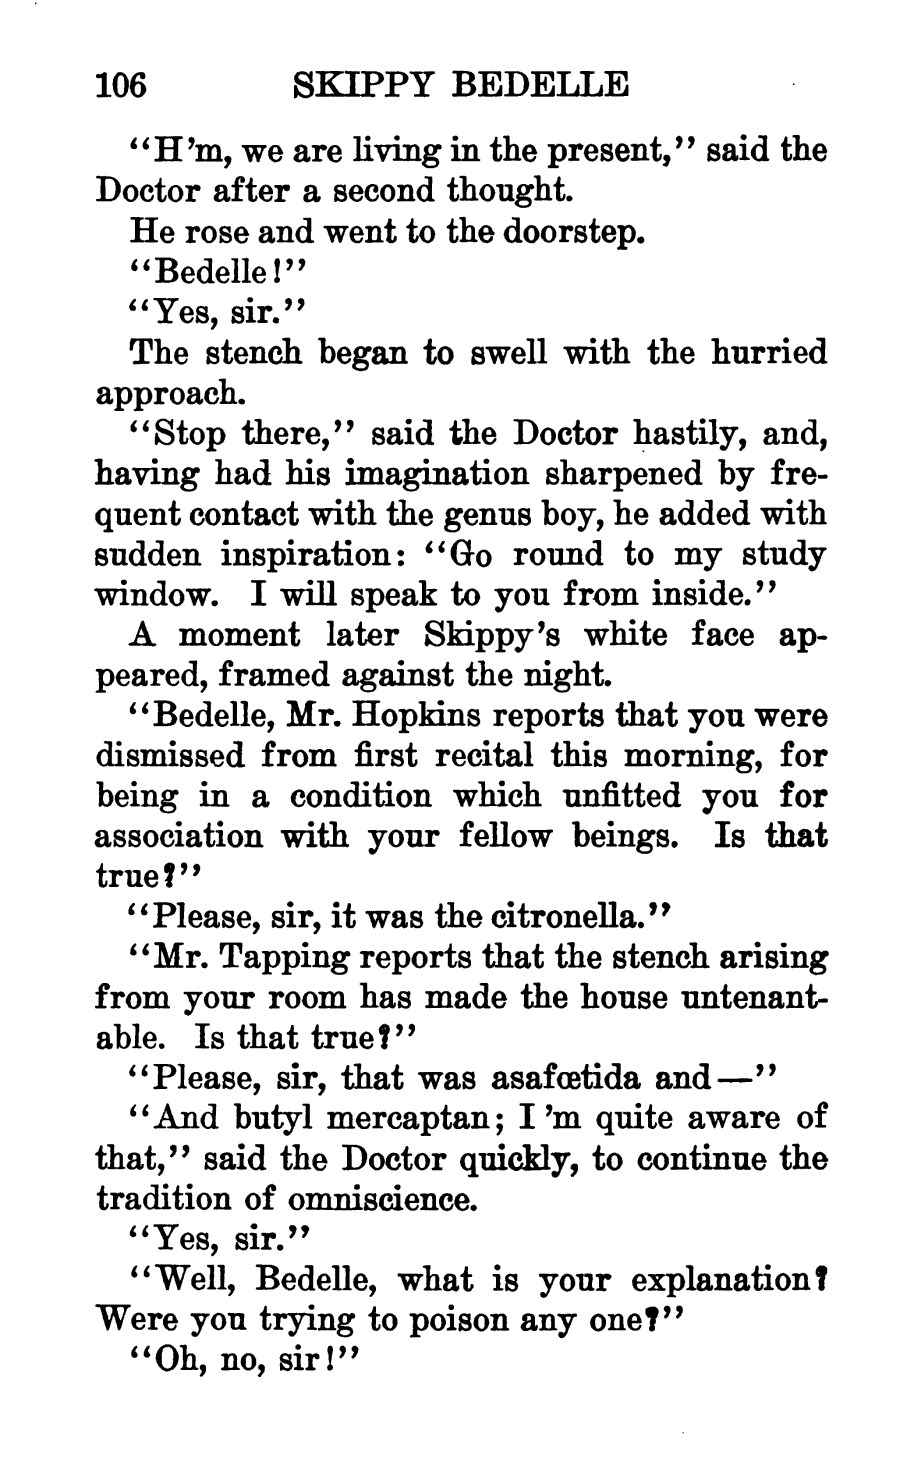 106 SKIPPY BEDELLE
“H’m, we are living in the present,” said the
Doctor after a second thought.
He rose and went to the doorstep.
“Bedelle!”
“Yes, sir.”
The stench began to swell with the hurried
approach.
“Stop there,” said the Doctor hastily, and,
having had his imagination sharpened by fre-
quent contact with the genus boy, he added with
sudden inspiration: “Go round to my study
window. I will speak to you from inside.”
A moment later Skippy’s white face ap-
peared, framed against the night.
“Bedelle, Mr. Hopkins reports that you were
dismissed from first recital this morning, for
being in a condition which unfitted you for
association with your fellow beings. Is that
true?”
“Please, sir, it was the citronella.”
“Mr. Tapping reports that the stench arising
from your room has made the house untenant-
able. Is that true?”
“Please, sir, that was asafœtida and—”
“And butyl mercaptan; I’m quite aware of
that,” said the Doctor quickly, to continue the
tradition of omniscience.
“Yes, sir.”
“Well, Bedelle, what is your explanation?
Were you trying to poison any one?”
“Oh, no, sir!”